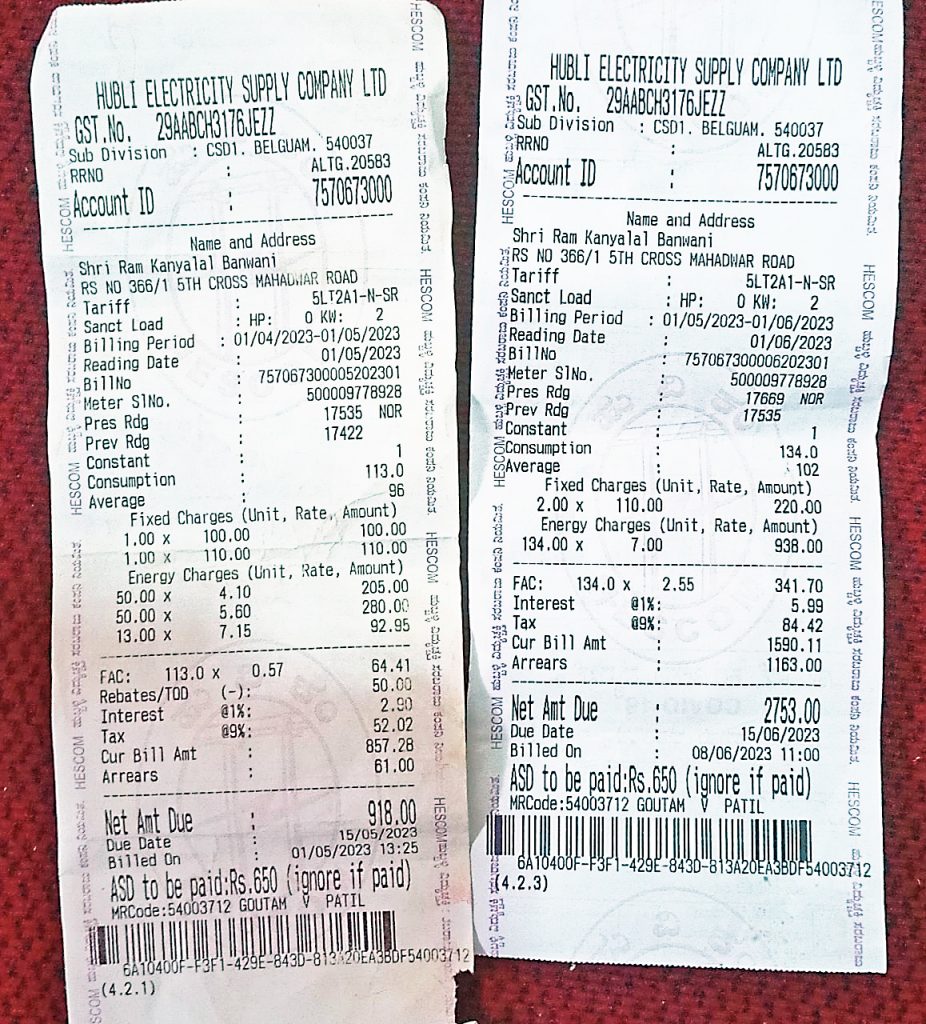 HUBLI ELECTRICITY SUPPLY COMPANY LTD
GST.No. 29AABCH3176JEZZ
Sub Division : CSD1. BELGUAM. 540037
RRNO : ALTG.20583
Account ID : 7570673000
Name and Address
Shri Ram Kanyalal Banwani
RS NO 366/1 5TH CROSS MAHADWAR ROAD
Tariff : 5LT2A1-N-SR
Sanct Load : HP: 0 KW: 2
Billing Period : 01/04/2023-01/05/2023
Reading Date : 01/05/2023
BillNo : 757067300005202301
Meter SlNo. : 500009778928
Pres Rdg : 17535 NOR
Prev Rdg : 17422
Constant : 1
Consumption : 113.0
Average : 96
Fixed Charges (Unit, Rate, Amount)
1.00 x 100.00 100.00
1.00 x 110.00 110.00
Energy Charges (Unit, Rate, Amount)
50.00 x 4.10 205.00
50.00 x 5.60 280.00
13.00 x 7.15 92.95
FAC: 113.0 x 0.57 64.41
Rebates/TOD (-): 50.00
Interest @1%: 2.90
Tax @9%: 52.02
Cur Bill Amt 857.28
Arrears 61.00
Net Amt Due : 918.00
Due Date : 15/05/2023
Billed On : 01/05/2023 13:25
ASD to be paid:Rs.650 (ignore if paid)
MRCode:54003712 GOUTAM V PATIL
6A10400F-F3F1-429E-843D-813A20EA3BDF54003712
(4.2.1)
HUBLI ELECTRICITY SUPPLY COMPANY LTD
GST.No. 29AABCH3176JEZZ
Sub Division : CSD1. BELGUAM. 540037
RRNO : ALTG.20583
Account ID : 7570673000
Name and Address
Shri Ram Kanyalal Banwani
RS NO 366/1 5TH CROSS MAHADWAR ROAD
Tariff : 5LT2A1-N-SR
Sanct Load : HP: 0 KW: 2
Billing Period : 01/05/2023-01/06/2023
Reading Date : 01/06/2023
BillNo : 757067300006202301
Meter SlNo. : 500009778928
Pres Rdg : 17669 NOR
Prev Rdg : 17535
Constant : 1
Consumption : 134.0
Average : 102
Fixed Charges (Unit, Rate, Amount)
2.00 x 110.00 220.00
Energy Charges (Unit, Rate, Amount)
134.00 x 7.00 938.00
FAC: 134.0 x 2.55 341.70
Interest @1%: 5.99
Tax @9%: 84.42
Cur Bill Amt 1590.11
Arrears 1163.00
Net Amt Due : 2753.00
Due Date : 15/06/2023
Billed On : 08/06/2023 11:00
ASD to be paid:Rs.650 (ignore if paid)
MRCode:54003712 GOUTAM V PATIL
6A10400F-F3F1-429E-843D-813A20EA3BDF54003712
(4.2.3)